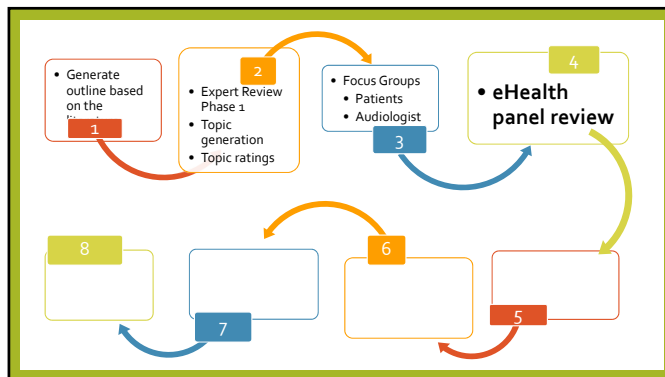 • Generate
outline based
on the
1
2
• Expert Review
Phase 1
• Topic
generation
• Topic ratings
• Focus Groups
• Patients
• Audiologist
3
4
• eHealth
panel review
8
7
6
5